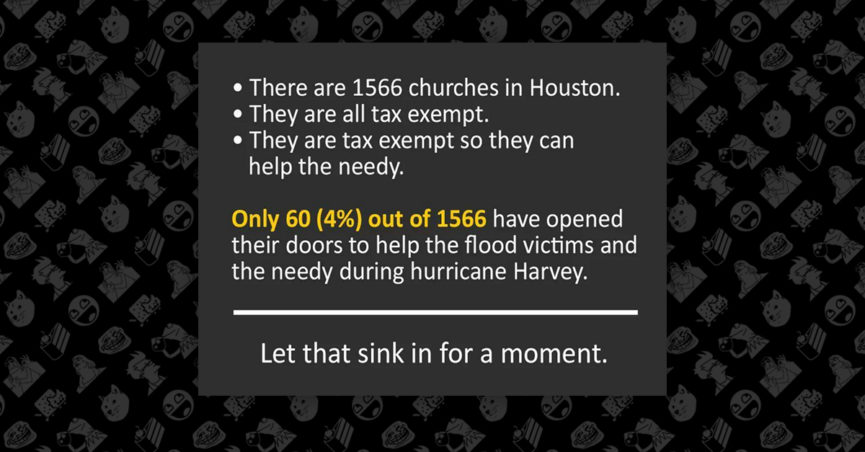 • There are 1566 churches in Houston.
• They are all tax exempt.
• They are tax exempt so they can
help the needy.
Only 60 (4%) out of 1566 have opened
their doors to help the flood victims and
the needy during hurricane Harvey.
Let that sink in for a moment.